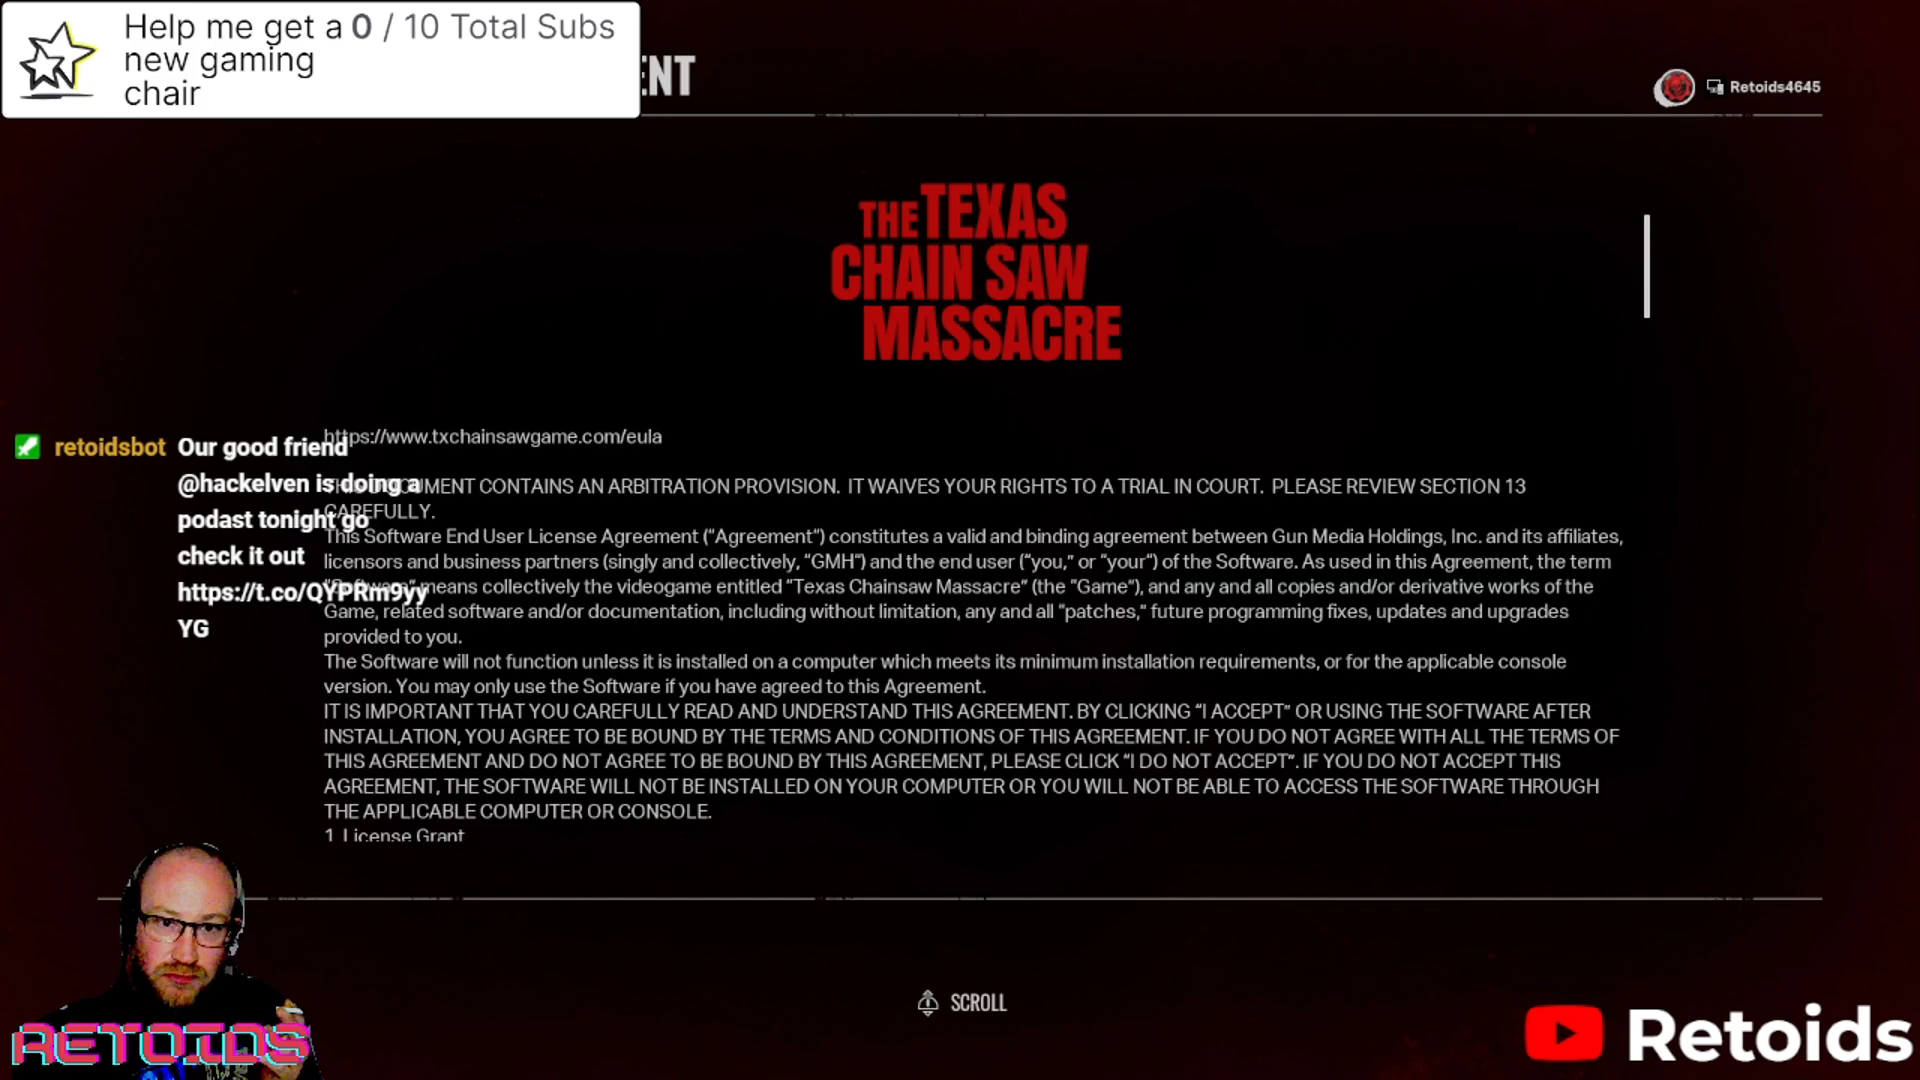 Help me get a 0 / 10 Total Subs
new gaming
chair
ENT
Retoids4645
THE TEXAS
CHAIN SAW
MASSACRE
https://www.txchainsawgame.com/eula
retoidsbot Our good friend
@hackelven is doing a
podast tonight go
check it out
https://t.co/QYPRm9yy
YG
THIS DOCUMENT CONTAINS AN ARBITRATION PROVISION. IT WAIVES YOUR RIGHTS TO A TRIAL IN COURT. PLEASE REVIEW SECTION 13
CAREFULLY.
This Software End User License Agreement (“Agreement”) constitutes a valid and binding agreement between Gun Media Holdings, Inc. and its affiliates,
licensors and business partners (singly and collectively, “GMH”) and the end user (“you,” or “your”) of the Software. As used in this Agreement, the term
“Software” means collectively the videogame entitled “Texas Chainsaw Massacre” (the “Game”), and any and all copies and/or derivative works of the
Game, related software and/or documentation, including without limitation, any and all “patches,” future programming fixes, updates and upgrades
provided to you.
The Software will not function unless it is installed on a computer which meets its minimum installation requirements, or for the applicable console
version. You may only use the Software if you have agreed to this Agreement.
IT IS IMPORTANT THAT YOU CAREFULLY READ AND UNDERSTAND THIS AGREEMENT. BY CLICKING “I ACCEPT” OR USING THE SOFTWARE AFTER
INSTALLATION, YOU AGREE TO BE BOUND BY THE TERMS AND CONDITIONS OF THIS AGREEMENT. IF YOU DO NOT AGREE WITH ALL THE TERMS OF
THIS AGREEMENT AND DO NOT AGREE TO BE BOUND BY THIS AGREEMENT, PLEASE CLICK “I DO NOT ACCEPT”. IF YOU DO NOT ACCEPT THIS
AGREEMENT, THE SOFTWARE WILL NOT BE INSTALLED ON YOUR COMPUTER OR YOU WILL NOT BE ABLE TO ACCESS THE SOFTWARE THROUGH
THE APPLICABLE COMPUTER OR CONSOLE.
1. License Grant
SCROLL
RETOIDS
Retoids